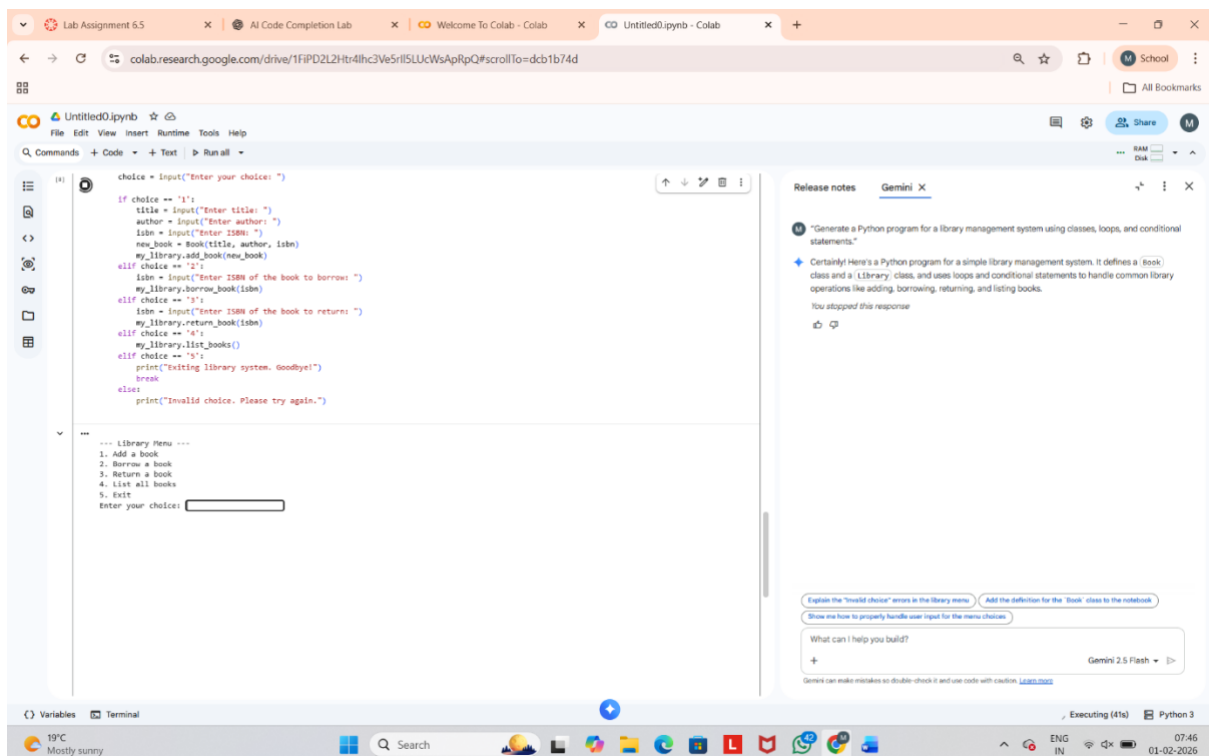 Lab Assignment 6.5
AI Code Completion Lab
Welcome To Colab - Colab
Untitled0.ipynb - Colab
colab.research.google.com/drive/1FiPD2L2Htr4Ihc3Ve5rlI5LUcWsApRpQ#scrollTo=dcb1b74d
M School
All Bookmarks
CO Untitled0.ipynb
File Edit View Insert Runtime Tools Help
Share
M
Commands + Code + Text Run all
RAM
Disk
choice = input("Enter your choice: ")
if choice == '1':
title = input("Enter title: ")
author = input("Enter author: ")
isbn = input("Enter ISBN: ")
new_book = Book(title, author, isbn)
my_library.add_book(new_book)
elif choice == '2':
isbn = input("Enter ISBN of the book to borrow: ")
my_library.borrow_book(isbn)
elif choice == '3':
isbn = input("Enter ISBN of the book to return: ")
my_library.return_book(isbn)
elif choice == '4':
my_library.list_books()
elif choice == '5':
print("Exiting library system. Goodbye!")
break
else:
print("Invalid choice. Please try again.")
--- Library Menu ---
1. Add a book
2. Borrow a book
3. Return a book
4. List all books
5. Exit
Enter your choice:
Release notes Gemini
M "Generate a Python program for a library management system using classes, loops, and conditional
statements."
Certainly! Here's a Python program for a simple library management system. It defines a Book
class and a Library class, and uses loops and conditional statements to handle common library
operations like adding, borrowing, returning, and listing books.
You stopped this response
Explain the "Invalid choice" errors in the library menu
Add the definition for the `Book` class to the notebook
Show me how to properly handle user input for the menu choices
What can I help you build?
+ Gemini 2.5 Flash
Gemini can make mistakes so double-check it and use code with caution. Learn more
Variables Terminal
Executing (41s) Python 3
19°C
Mostly sunny
Search
L
42
M
ENG
IN
07:46
01-02-2026